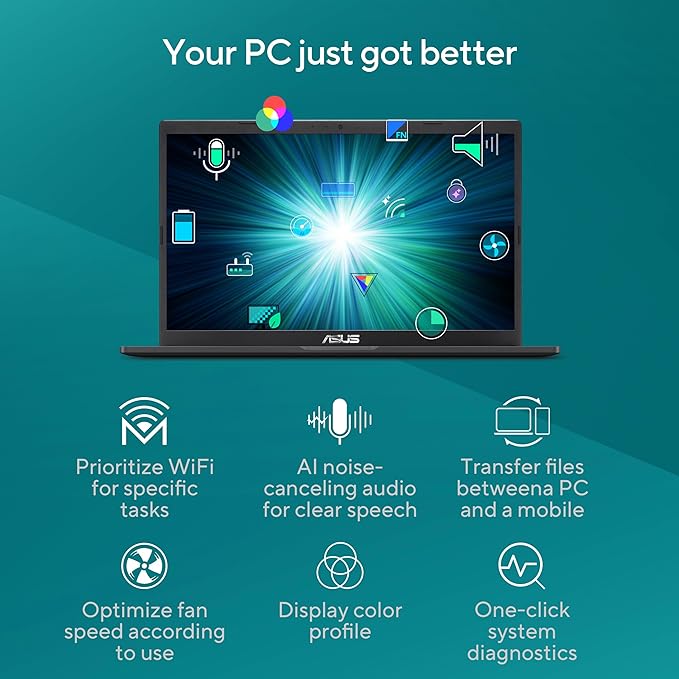 Your PC just got better
FN
ASUS
Prioritize WiFi
for specific
tasks
AI noise-
canceling audio
for clear speech
Transfer files
betweena PC
and a mobile
Optimize fan
speed according
to use
Display color
profile
One-click
system
diagnostics